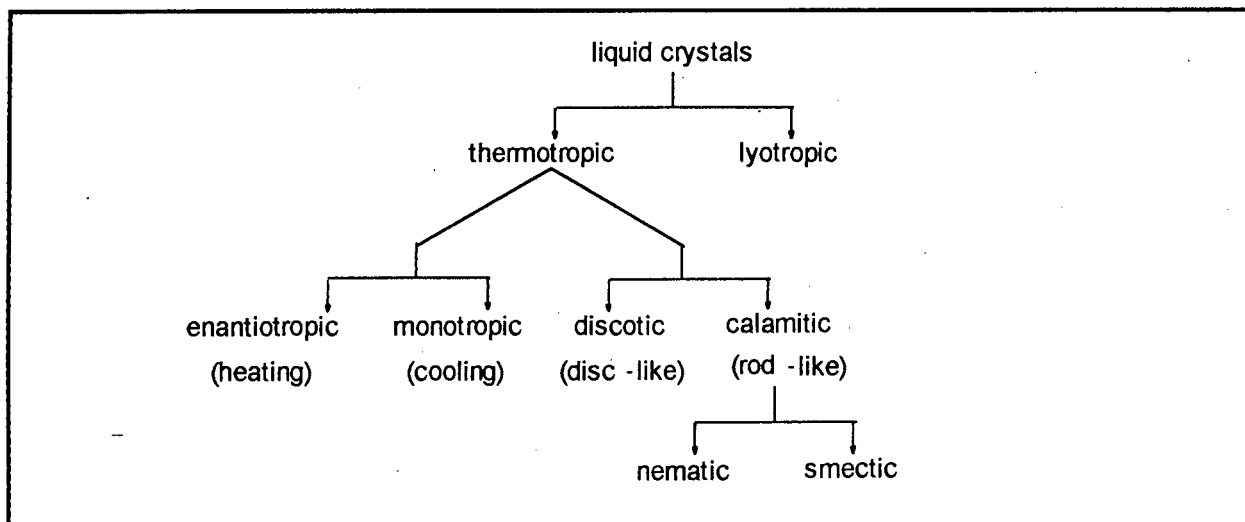 liquid crystals
thermotropic lyotropic
enantiotropic monotropic discotic calamitic
(heating) (cooling) (disc -like) (rod -like)
nematic smectic